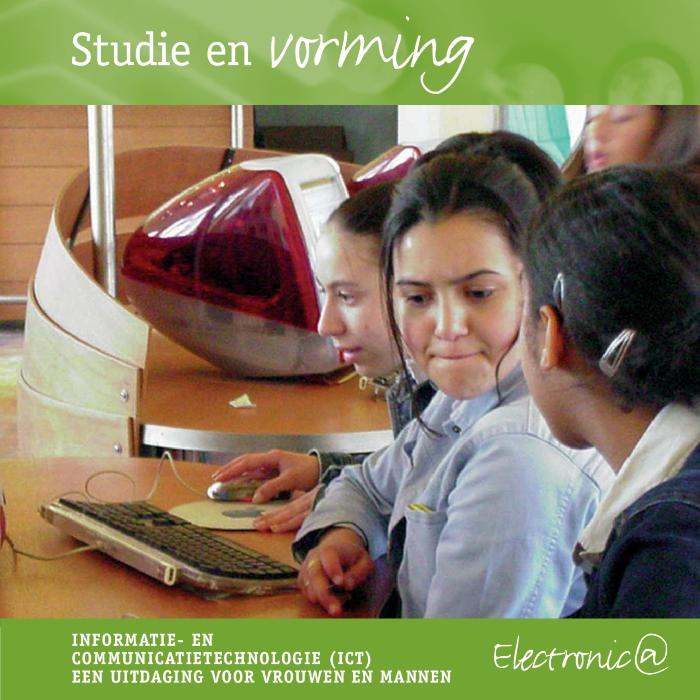 Studie en vorming
INFORMATIE- EN
COMMUNICATIETECHNOLOGIE (ICT)
EEN UITDAGING VOOR VROUWEN EN MANNEN
Electronic@